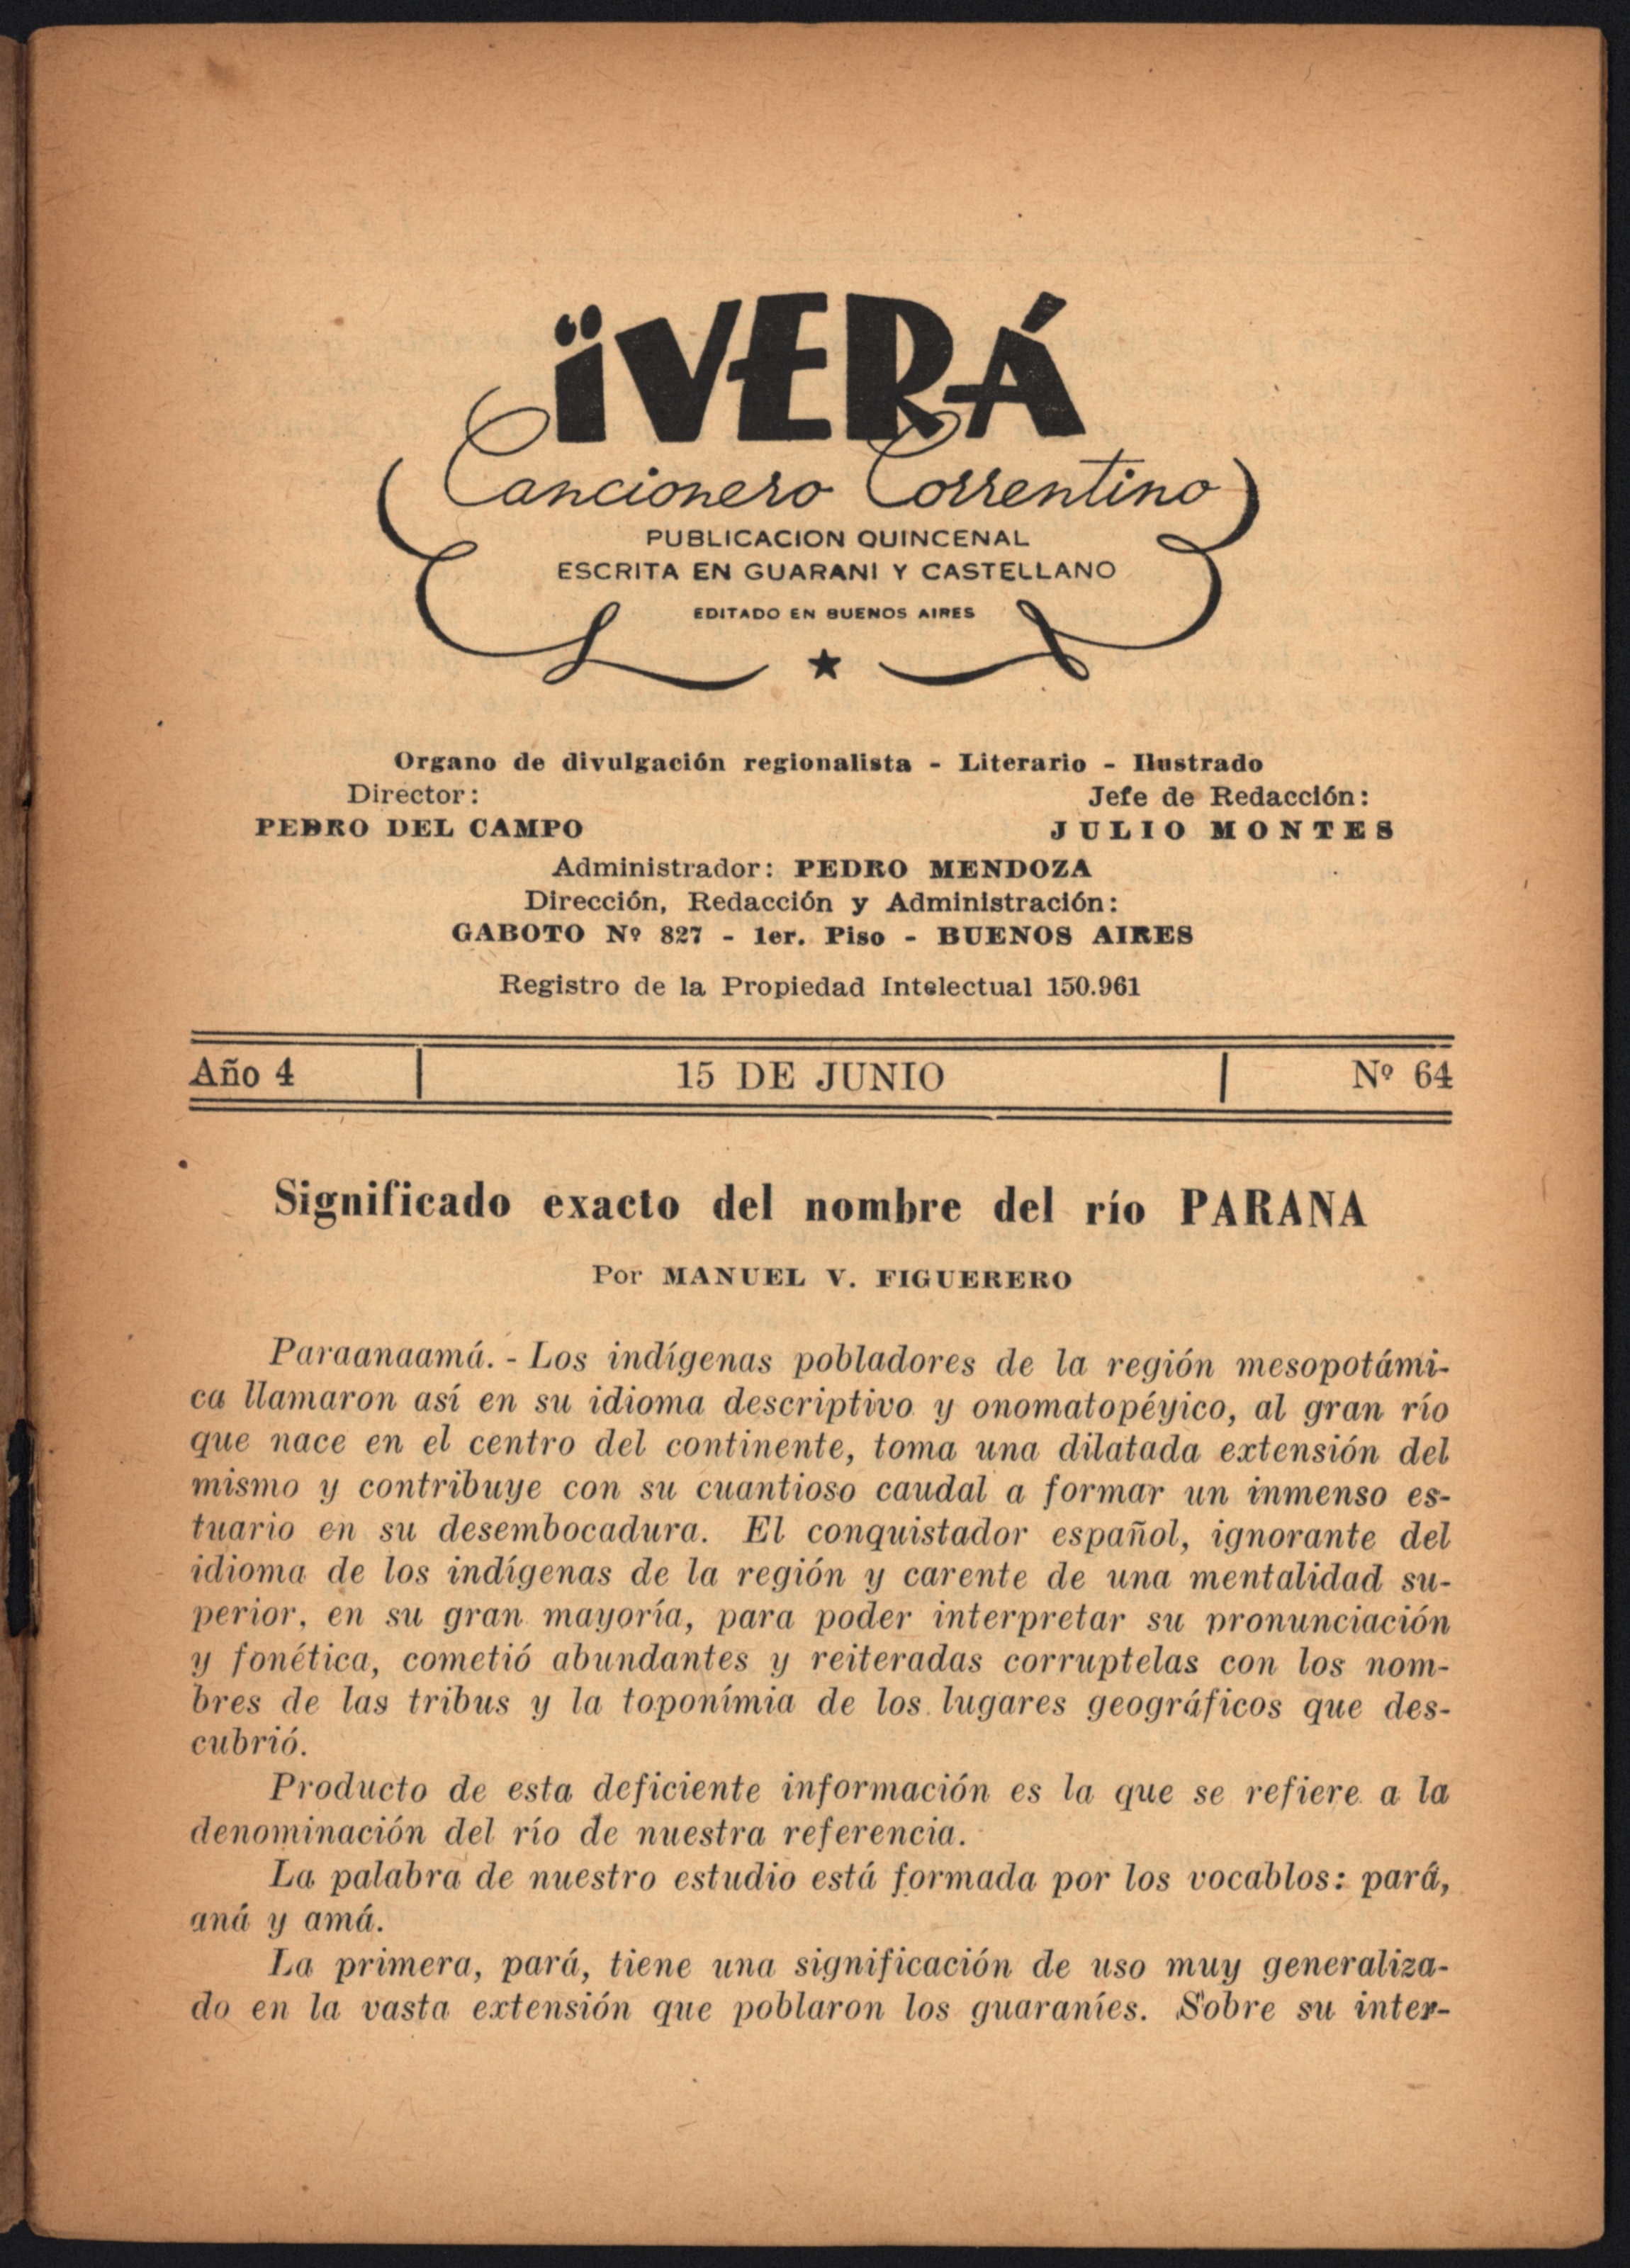 ïVERÁ
Cancionero Correntino
PUBLICACION QUINCENAL
ESCRITA EN GUARANI Y CASTELLANO
EDITADO EN BUENOS AIRES
Organo de divulgación regionalista - Literario - Ilustrado
Director: Jefe de Redacción:
PEDRO DEL CAMPO JULIO MONTES
Administrador: PEDRO MENDOZA
Dirección, Redacción y Administración:
GABOTO Nº 827 - 1er. Piso - BUENOS AIRES
Registro de la Propiedad Intelectual 150.961
Año 4 | 15 DE JUNIO | Nº 64
Significado exacto del nombre del río PARANA
Por MANUEL V. FIGUERERO
Paraanaamá. - Los indígenas pobladores de la región mesopotámi-
ca llamaron así en su idioma descriptivo y onomatopéyico, al gran río
que nace en el centro del continente, toma una dilatada extensión del
mismo y contribuye con su cuantioso caudal a formar un inmenso es-
tuario en su desembocadura. El conquistador español, ignorante del
idioma de los indígenas de la región y carente de una mentalidad su-
perior, en su gran mayoría, para poder interpretar su pronunciación
y fonética, cometió abundantes y reiteradas corruptelas con los nom-
bres de las tribus y la toponímia de los lugares geográficos que des-
cubrió.
Producto de esta deficiente información es la que se refiere a la
denominación del río de nuestra referencia.
La palabra de nuestro estudio está formada por los vocablos: pará,
aná y amá.
La primera, pará, tiene una significación de uso muy generaliza-
do en la vasta extensión que poblaron los guaraníes. Sobre su inter-